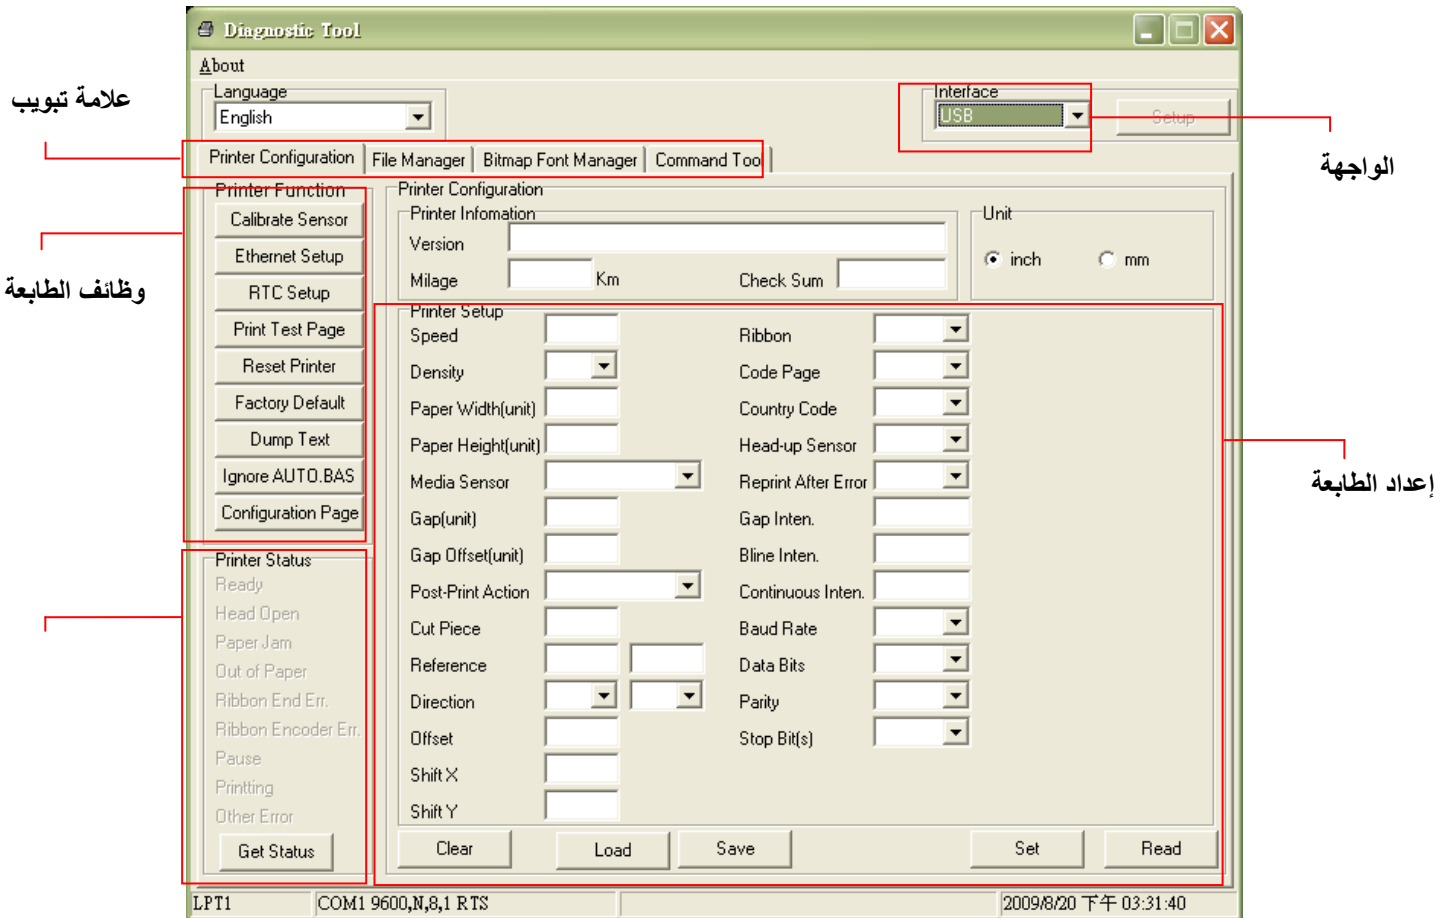 Diagnostic Tool
About
Language
English
Interface
USB
Setup
علامة تبويب
الواجهة
Printer Configuration
File Manager
Bitmap Font Manager
Command Tool
Printer Function
Calibrate Sensor
Ethernet Setup
RTC Setup
Print Test Page
Reset Printer
Factory Default
Dump Text
Ignore AUTO.BAS
Configuration Page
وظائف الطابعة
Printer Status
Ready
Head Open
Paper Jam
Out of Paper
Ribbon End Err.
Ribbon Encoder Err.
Pause
Printting
Other Error
Get Status
Printer Configuration
Printer Infomation
Version
Milage
Km
Check Sum
Unit
inch
mm
Printer Setup
Speed
Density
Paper Width(unit)
Paper Height(unit)
Media Sensor
Gap(unit)
Gap Offset(unit)
Post-Print Action
Cut Piece
Reference
Direction
Offset
Shift X
Shift Y
Ribbon
Code Page
Country Code
Head-up Sensor
Reprint After Error
Gap Inten.
Bline Inten.
Continuous Inten.
Baud Rate
Data Bits
Parity
Stop Bit(s)
إعداد الطابعة
Clear
Load
Save
Set
Read
LPT1
COM1 9600,N,8,1 RTS
2009/8/20 下午 03:31:40